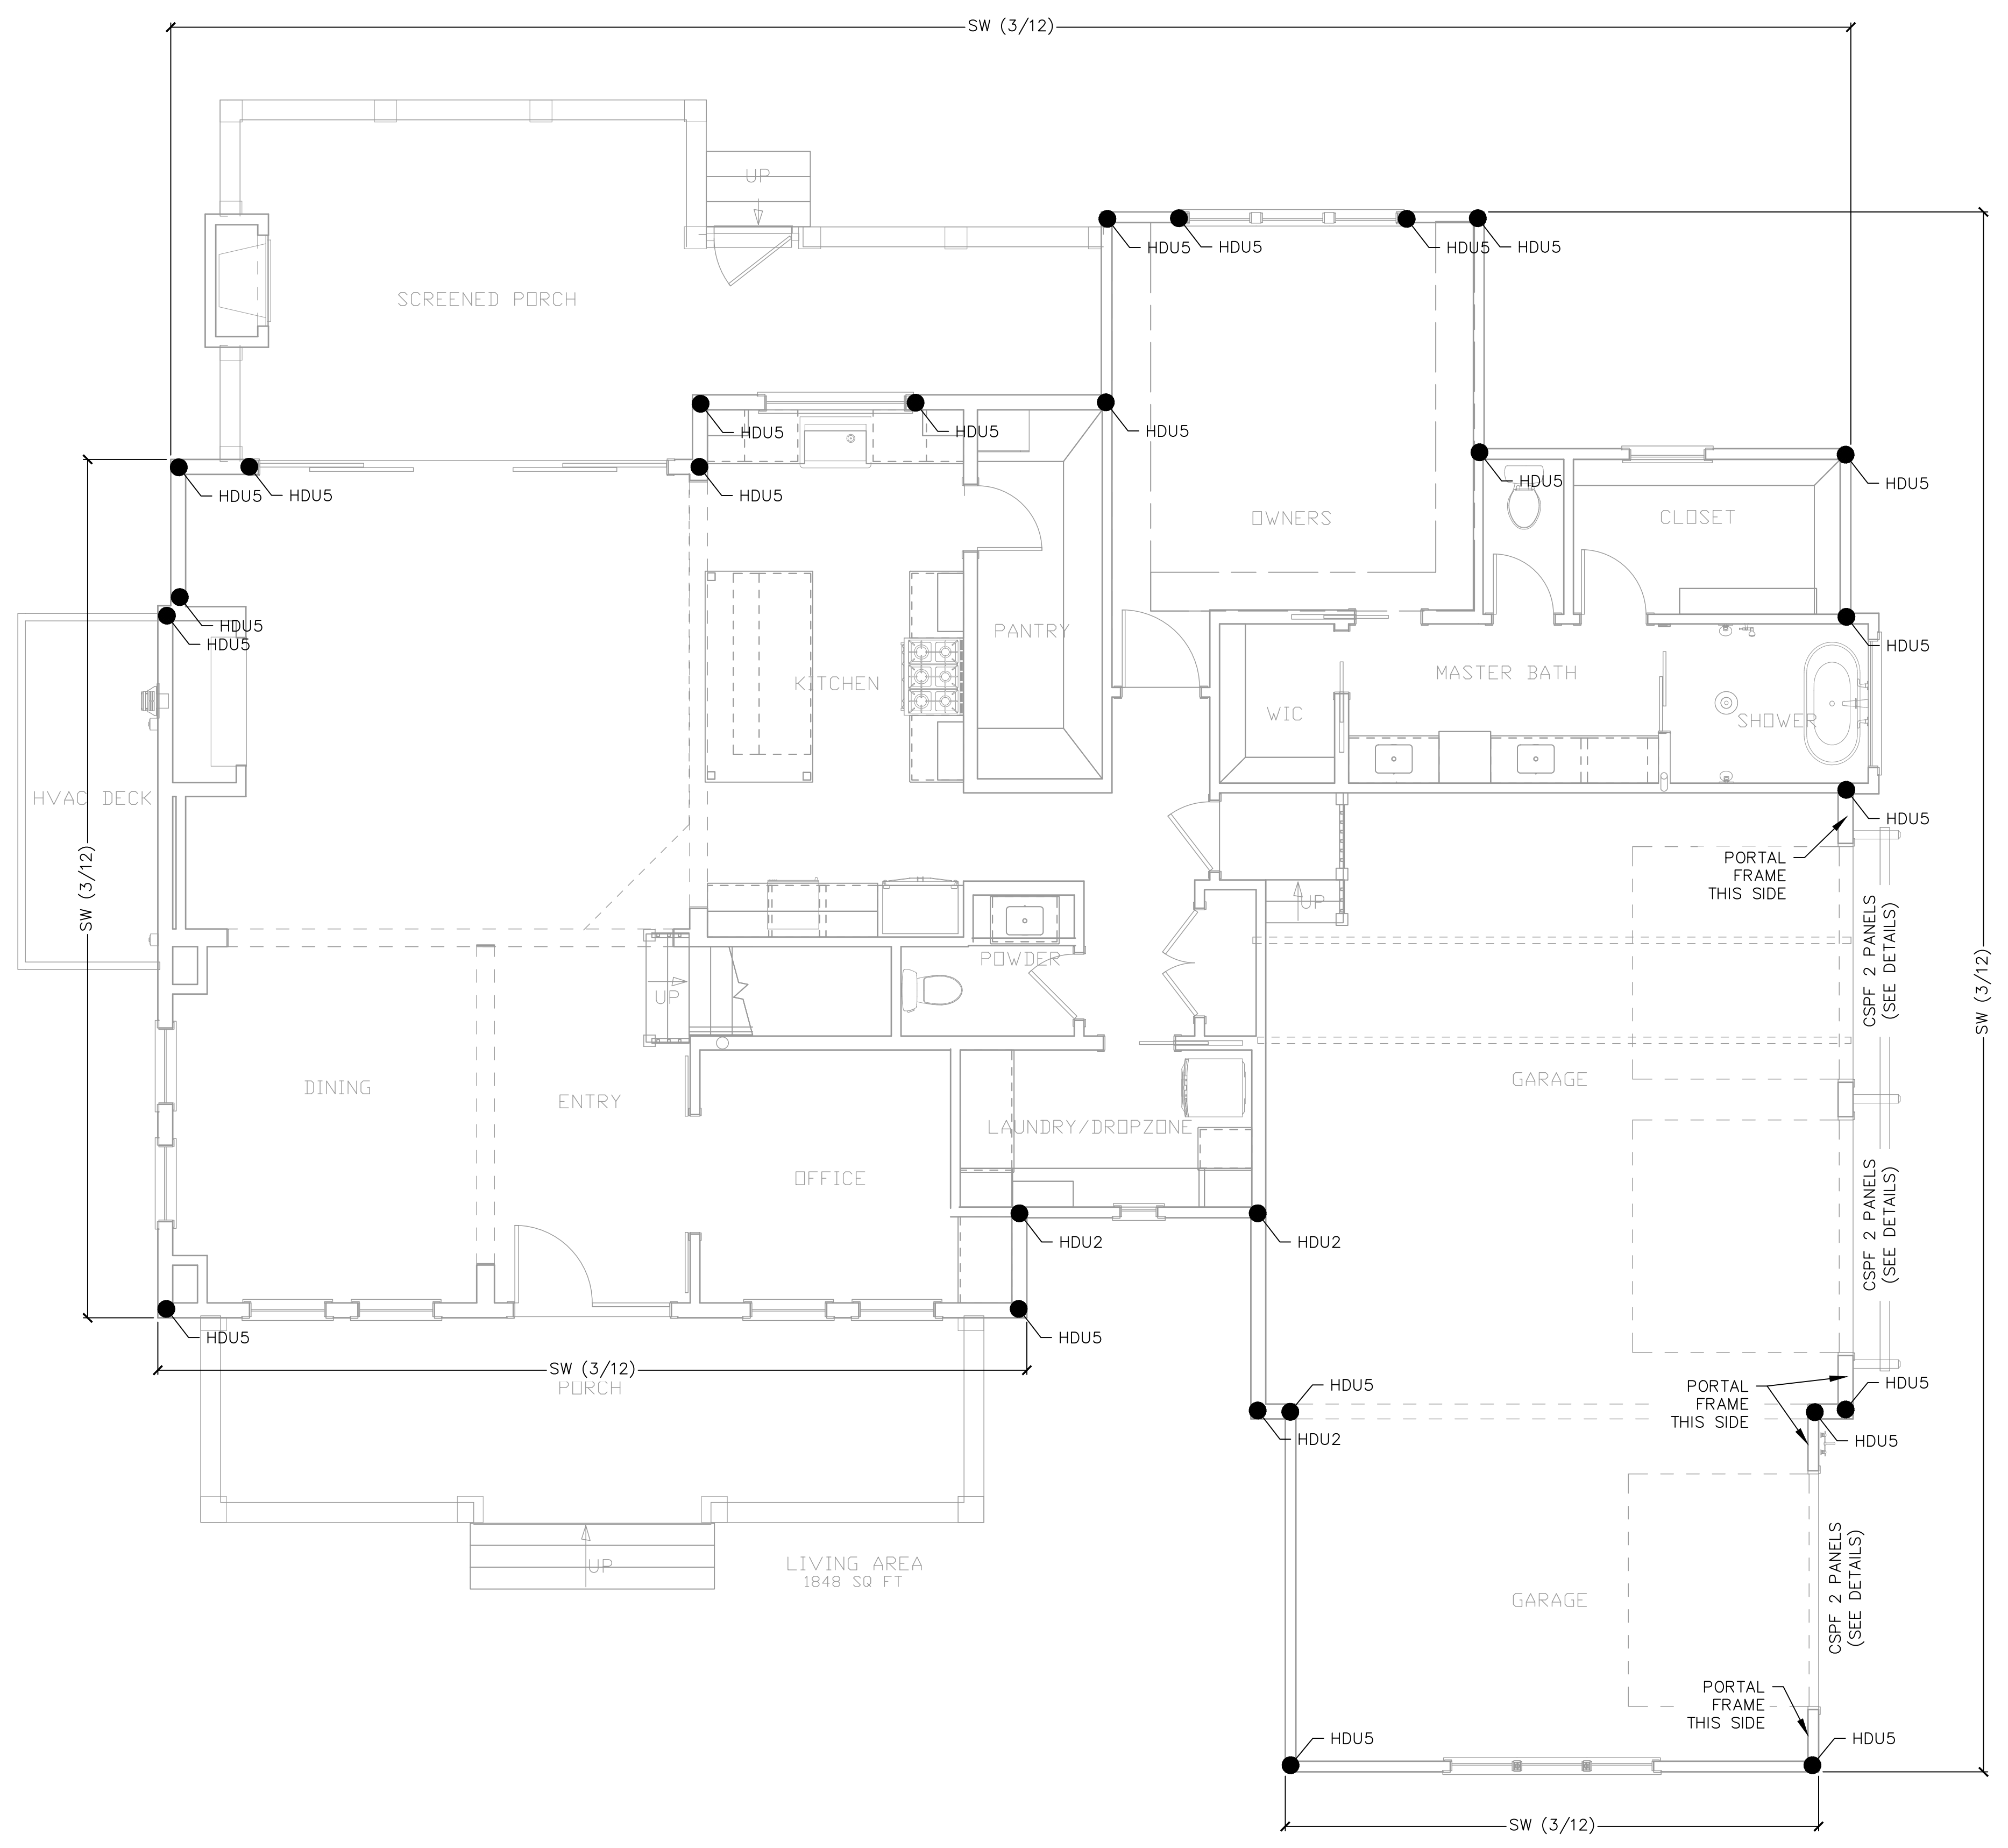 SW (3/12)
UP
HDU5
HDU5
HDU5
HDU5
SCREENED PORCH
HDU5
HDU5
HDU5
HDU5
HDU5
HDU5
HDU5
HDU5
OWNERS
CLOSET
HDU5
HDU5
HDU5
PANTRY
KITCHEN
MASTER BATH
WIC
SHOWER
HVAC DECK
HDU5
PORTAL
FRAME
THIS SIDE
SW (3/12)
UP
CSPF 2 PANELS
(SEE DETAILS)
POWDER
UP
SW (3/12)
DINING
ENTRY
GARAGE
LAUNDRY/DROPZONE
OFFICE
CSPF 2 PANELS
(SEE DETAILS)
HDU2
HDU2
HDU5
HDU5
SW (3/12)
PORCH
HDU5
PORTAL
FRAME
THIS SIDE
HDU5
HDU2
HDU5
UP
LIVING AREA
1848 SQ FT
GARAGE
CSPF 2 PANELS
(SEE DETAILS)
PORTAL
FRAME
THIS SIDE
HDU5
HDU5
SW (3/12)